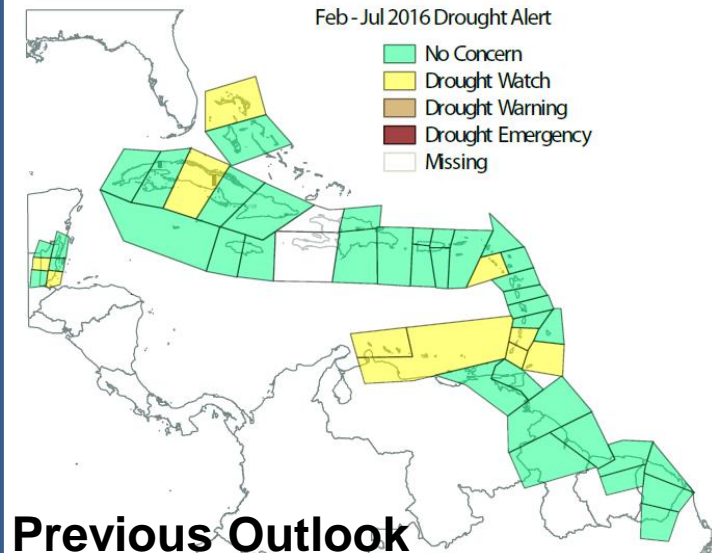 Feb - Jul 2016 Drought Alert
No Concern
Drought Watch
Drought Warning
Drought Emergency
Missing
Previous Outlook